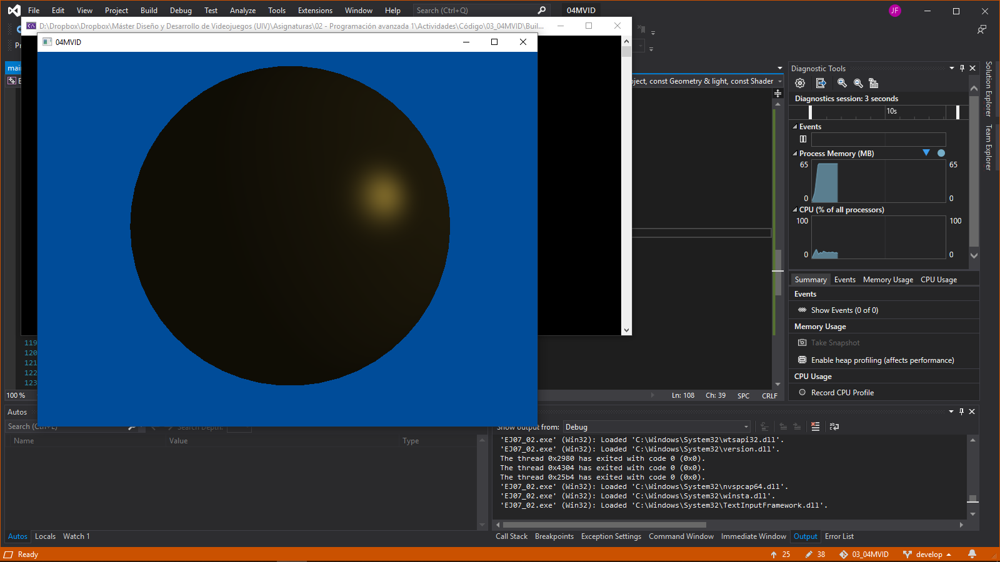 File Edit View Project Build Debug Test Analyze Tools Extensions Window Help Search (Ctrl+Q) 04MVID JF
D:\Dropbox\Dropbox\Máster Diseño y Desarrollo de Videojuegos (UIV)\Asignaturas\02 - Programación avanzada 1\Actividades\Código\03_04MVID\Buil...
04MVID
Pr
mai
E
oject, const Geometry & light, const Shader
119
120
121
122
123
100 %
Ln: 108 Ch: 39 SPC CRLF
Diagnostic Tools
Diagnostics session: 3 seconds
10s
Events
Process Memory (MB)
65 65
0 0
CPU (% of all processors)
100 100
0 0
Summary Events Memory Usage CPU Usage
Events
Show Events (0 of 0)
Memory Usage
Take Snapshot
Enable heap profiling (affects performance)
CPU Usage
Record CPU Profile
Solution Explorer
Team Explorer
Autos
Search (Ctrl+E) Search Depth:
Name Value Type
Autos Locals Watch 1
Show output from: Debug
'EJ07_02.exe' (Win32): Loaded 'C:\Windows\System32\wtsapi32.dll'.
'EJ07_02.exe' (Win32): Loaded 'C:\Windows\System32\version.dll'.
The thread 0x2980 has exited with code 0 (0x0).
The thread 0x4304 has exited with code 0 (0x0).
The thread 0x25b4 has exited with code 0 (0x0).
'EJ07_02.exe' (Win32): Loaded 'C:\Windows\System32\nvspcap64.dll'.
'EJ07_02.exe' (Win32): Loaded 'C:\Windows\System32\winsta.dll'.
'EJ07_02.exe' (Win32): Loaded 'C:\Windows\System32\TextInputFramework.dll'.
Call Stack Breakpoints Exception Settings Command Window Immediate Window Output Error List
Ready 25 38 03_04MVID develop